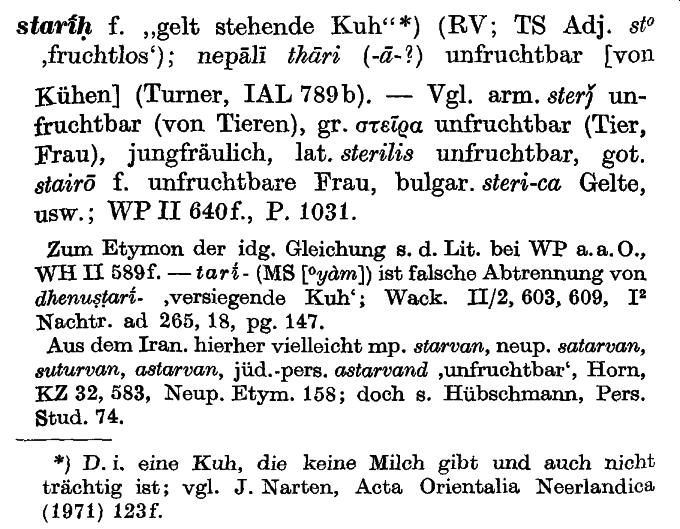 starī́ḥ f. „gelt stehende Kuh“*) (RV; TS Adj. st⁰
‚fruchtlos‘); nepālī thāri (-ā-?) unfruchtbar [von
Kühen] (Turner, IAL 789b). — Vgl. arm. sterǰ un-
fruchtbar (von Tieren), gr. στεῖρα unfruchtbar (Tier,
Frau), jungfräulich, lat. sterilis unfruchtbar, got.
stairō f. unfruchtbare Frau, bulgar. steri-ca Gelte,
usw.; WP II 640f., P. 1031.
Zum Etymon der idg. Gleichung s. d. Lit. bei WP a. a. O.,
WH II 589f. — tarī́- (MS [⁰yàm]) ist falsche Abtrennung von
dhenuṣṭarī́- ‚versiegende Kuh‘; Wack. II/2, 603, 609, I²
Nachtr. ad 265, 18, pg. 147.
Aus dem Iran. hierher vielleicht mp. starvan, neup. satarvan,
suturvan, astarvan, jüd.-pers. astarvand ‚unfruchtbar‘, Horn,
KZ 32, 583, Neup. Etym. 158; doch s. Hübschmann, Pers.
Stud. 74.
*) D. i. eine Kuh, die keine Milch gibt und auch nicht
trächtig ist; vgl. J. Narten, Acta Orientalia Neerlandica
(1971) 123f.